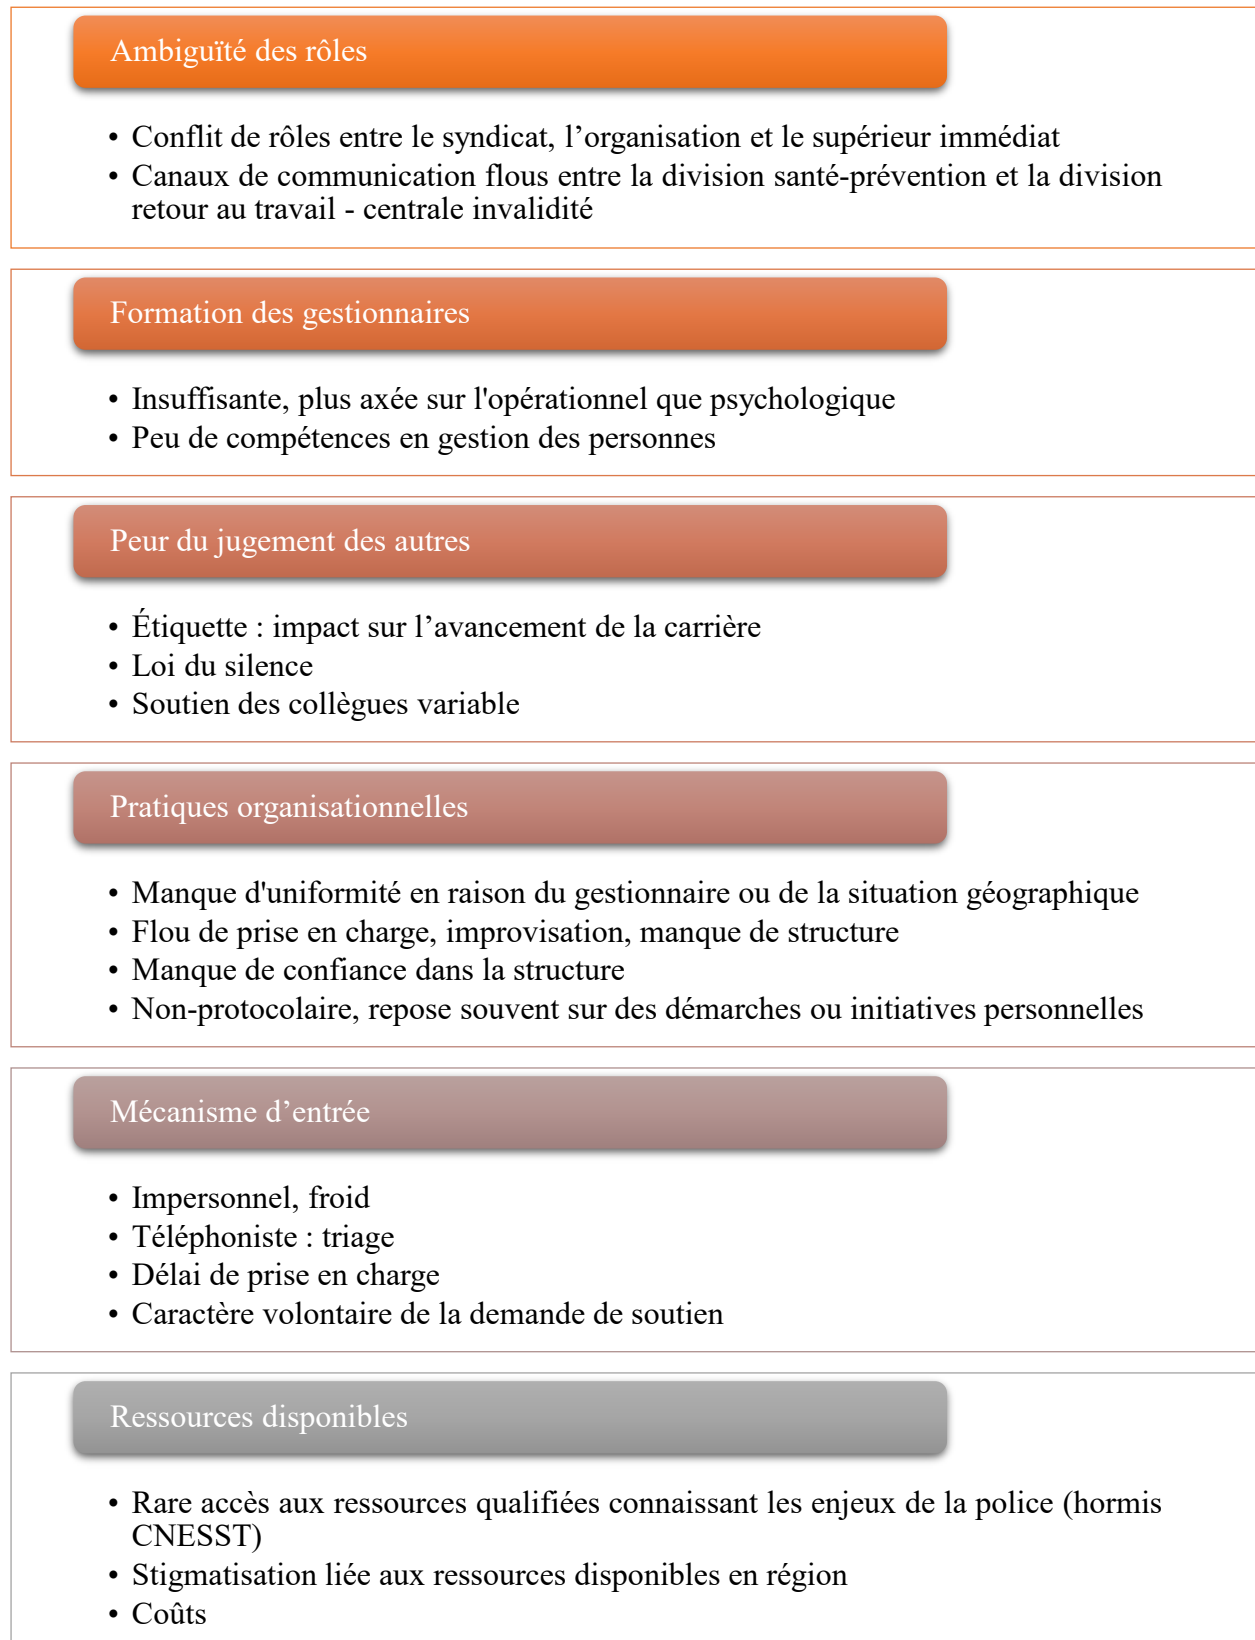 Ambiguïté des rôles
• Conflit de rôles entre le syndicat, l’organisation et le supérieur immédiat
• Canaux de communication flous entre la division santé-prévention et la division
retour au travail - centrale invalidité
Formation des gestionnaires
• Insuffisante, plus axée sur l'opérationnel que psychologique
• Peu de compétences en gestion des personnes
Peur du jugement des autres
• Étiquette : impact sur l’avancement de la carrière
• Loi du silence
• Soutien des collègues variable
Pratiques organisationnelles
• Manque d'uniformité en raison du gestionnaire ou de la situation géographique
• Flou de prise en charge, improvisation, manque de structure
• Manque de confiance dans la structure
• Non-protocolaire, repose souvent sur des démarches ou initiatives personnelles
Mécanisme d’entrée
• Impersonnel, froid
• Téléphoniste : triage
• Délai de prise en charge
• Caractère volontaire de la demande de soutien
Ressources disponibles
• Rare accès aux ressources qualifiées connaissant les enjeux de la police (hormis
CNESST)
• Stigmatisation liée aux ressources disponibles en région
• Coûts